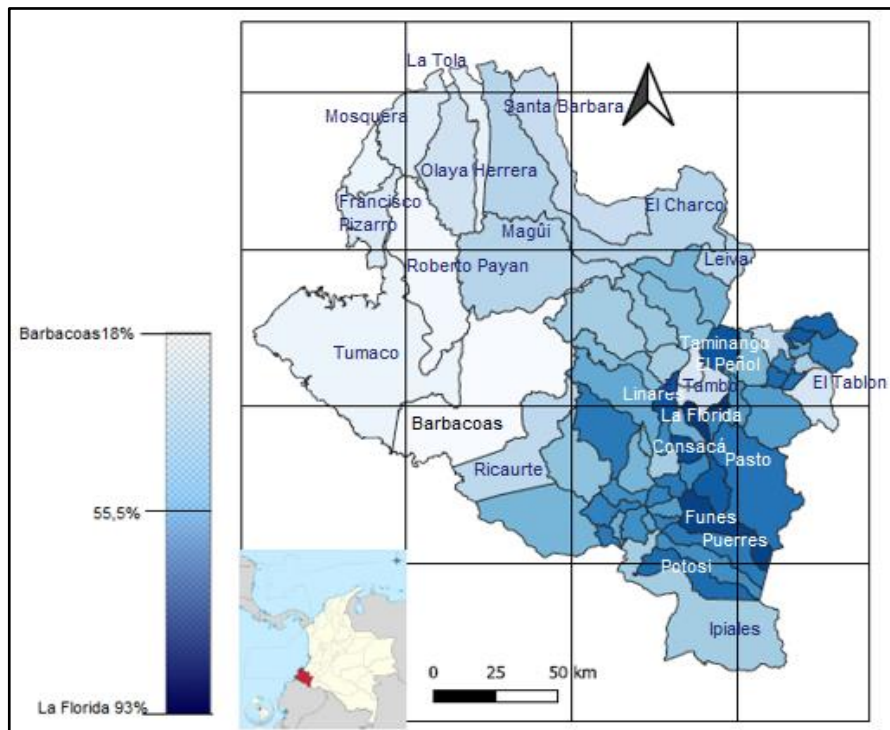 La Tola
Santa Barbara
Mosquera
Olaya Herrera
Francisco
Pizarro
El Charco
Magûi
Leiva
Roberto Payan
Barbacoas18%
Tumaco
Taminango
El Peñol
El Tambo
El Tablon
Linares
La Florida
Barbacoas
Consacá
Pasto
Ricaurte
55,5%
Funes
Puerres
Potosi
Ipiales
0 25 50 km
La Florida 93%